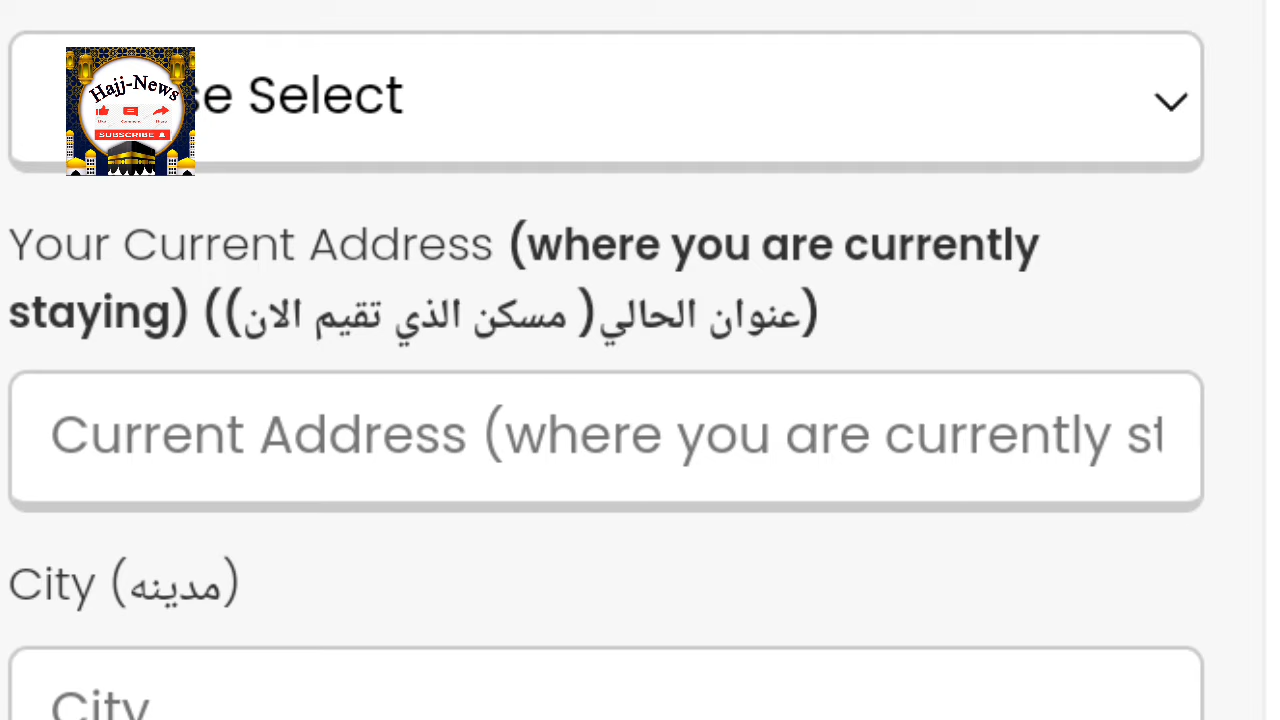 Hajj-News
SUBSCRIBE
se Select
Your Current Address (where you are currently
staying) ((عنوان الحالي( مسكن الذي تقيم الان)
Current Address (where you are currently st
City (مدينه)
City